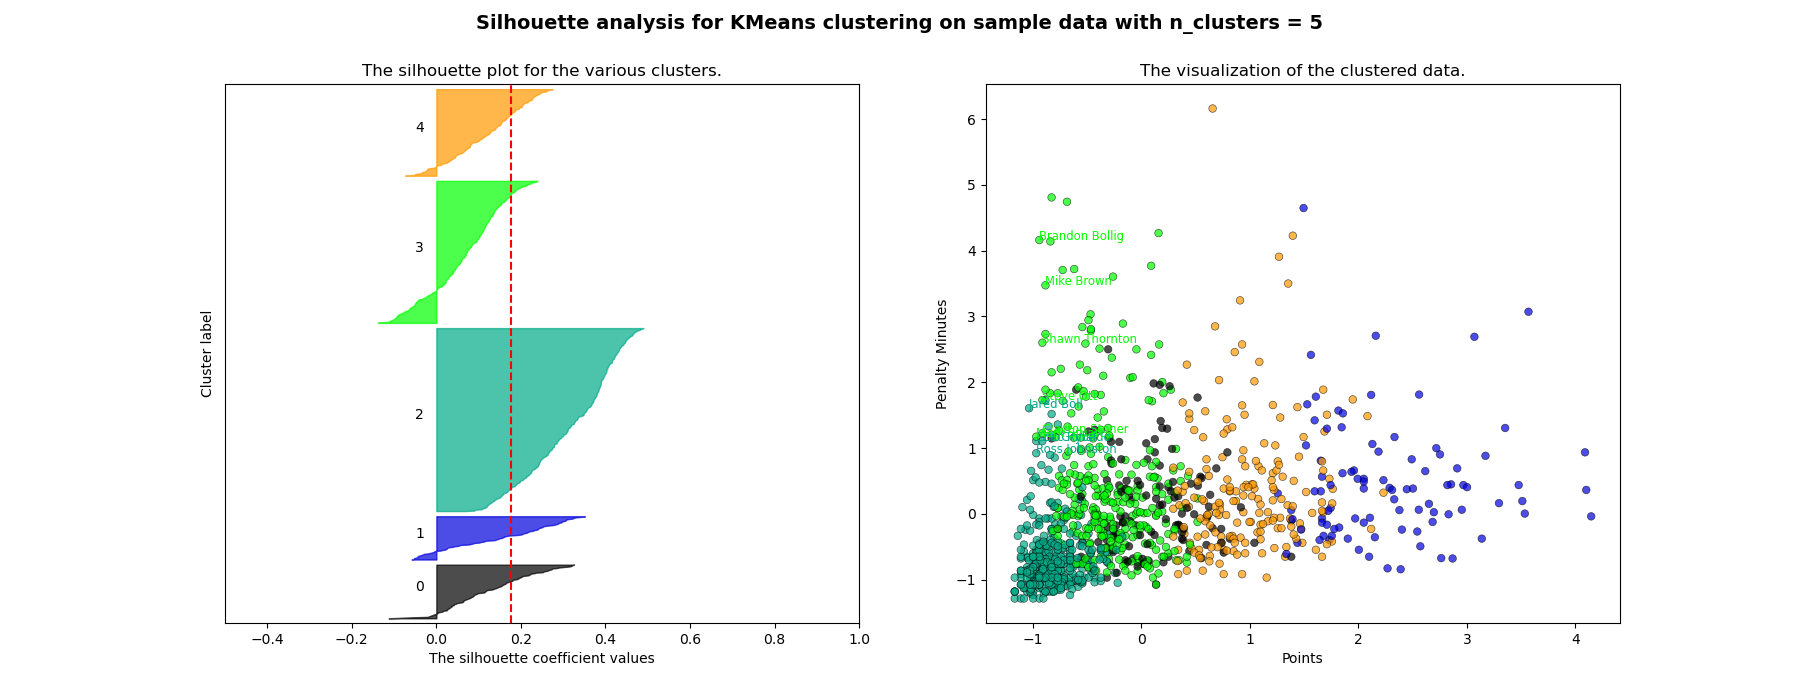 Silhouette analysis for KMeans clustering on sample data with n_clusters = 5
The silhouette plot for the various clusters.
Cluster label
4
3
2
1
0
−0.4 −0.2 0.0 0.2 0.4 0.6 0.8 1.0
The silhouette coefficient values
The visualization of the clustered data.
Penalty Minutes
6
5
4
3
2
1
0
−1
Brandon Bollig
Mike Brown
Shawn Thornton
Jared Boll
Ross Johnston
−1 0 1 2 3 4
Points